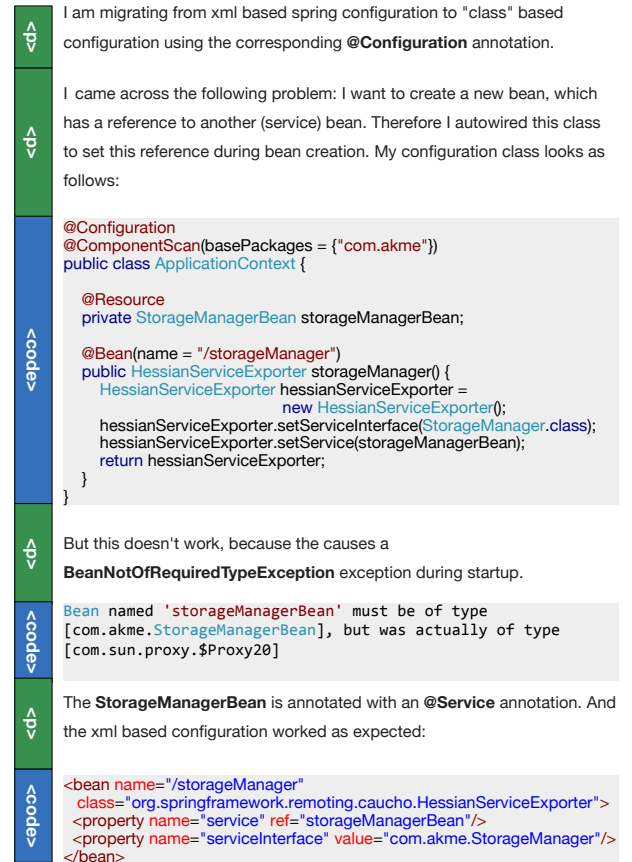 <p>
I am migrating from xml based spring configuration to "class" based
configuration using the corresponding @Configuration annotation.
<p>
I came across the following problem: I want to create a new bean, which
has a reference to another (service) bean. Therefore I autowired this class
to set this reference during bean creation. My configuration class looks as
follows:
<code>
@Configuration
@ComponentScan(basePackages = {"com.akme"})
public class ApplicationContext {
@Resource
private StorageManagerBean storageManagerBean;
@Bean(name = "/storageManager")
public HessianServiceExporter storageManager() {
HessianServiceExporter hessianServiceExporter =
new HessianServiceExporter();
hessianServiceExporter.setServiceInterface(StorageManager.class);
hessianServiceExporter.setService(storageManagerBean);
return hessianServiceExporter;
}
}
<p>
But this doesn't work, because the causes a
BeanNotOfRequiredTypeException exception during startup.
<ccode>
Bean named 'storageManagerBean' must be of type
[com.akme.StorageManagerBean], but was actually of type
[com.sun.proxy.$Proxy20]
<p>
The StorageManagerBean is annotated with an @Service annotation. And
the xml based configuration worked as expected:
<ccode>
<bean name="/storageManager"
class="org.springframework.remoting.caucho.HessianServiceExporter">
<property name="service" ref="storageManagerBean"/>
<property name="serviceInterface" value="com.akme.StorageManager"/>
</bean>